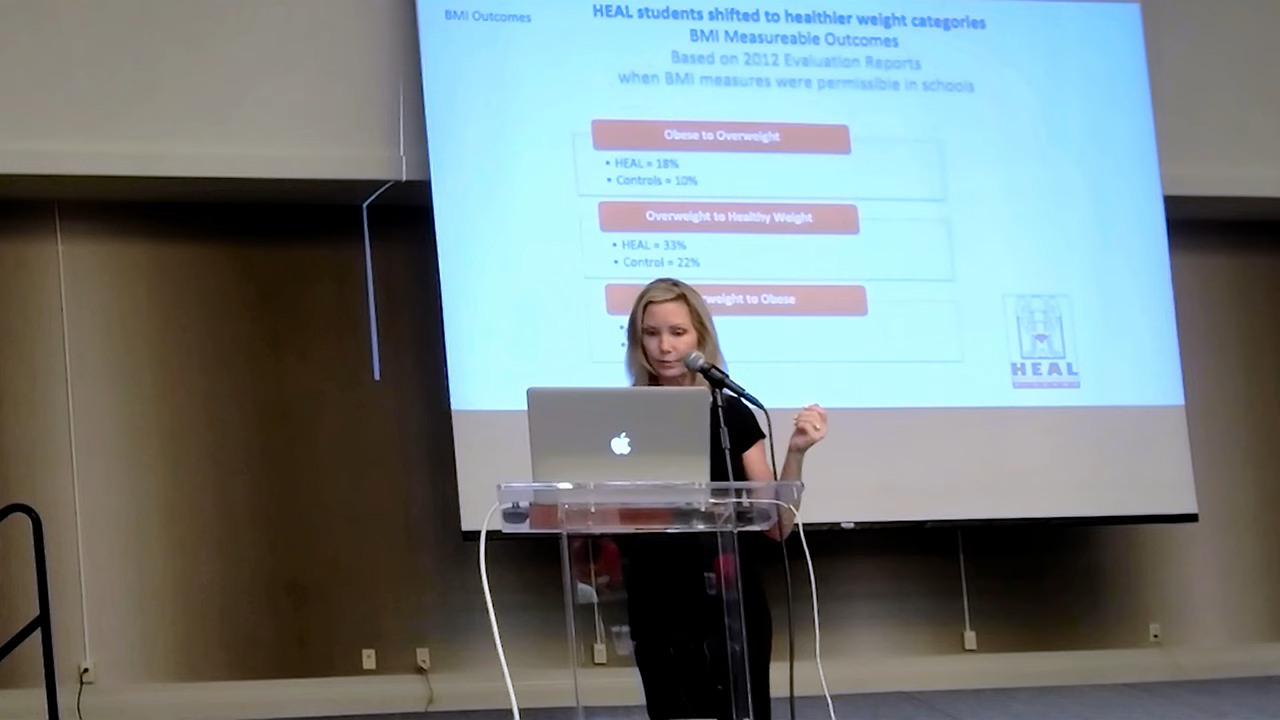 BMI Outcomes
HEAL students shifted to healthier weight categories
BMI Measureable Outcomes
Based on 2012 Evaluation Reports
when BMI measures were permissible in schools
Obese to Overweight
• HEAL = 18%
• Controls = 10%
Overweight to Healthy Weight
• HEAL = 33%
• Control = 22%
to Obese
HEAL